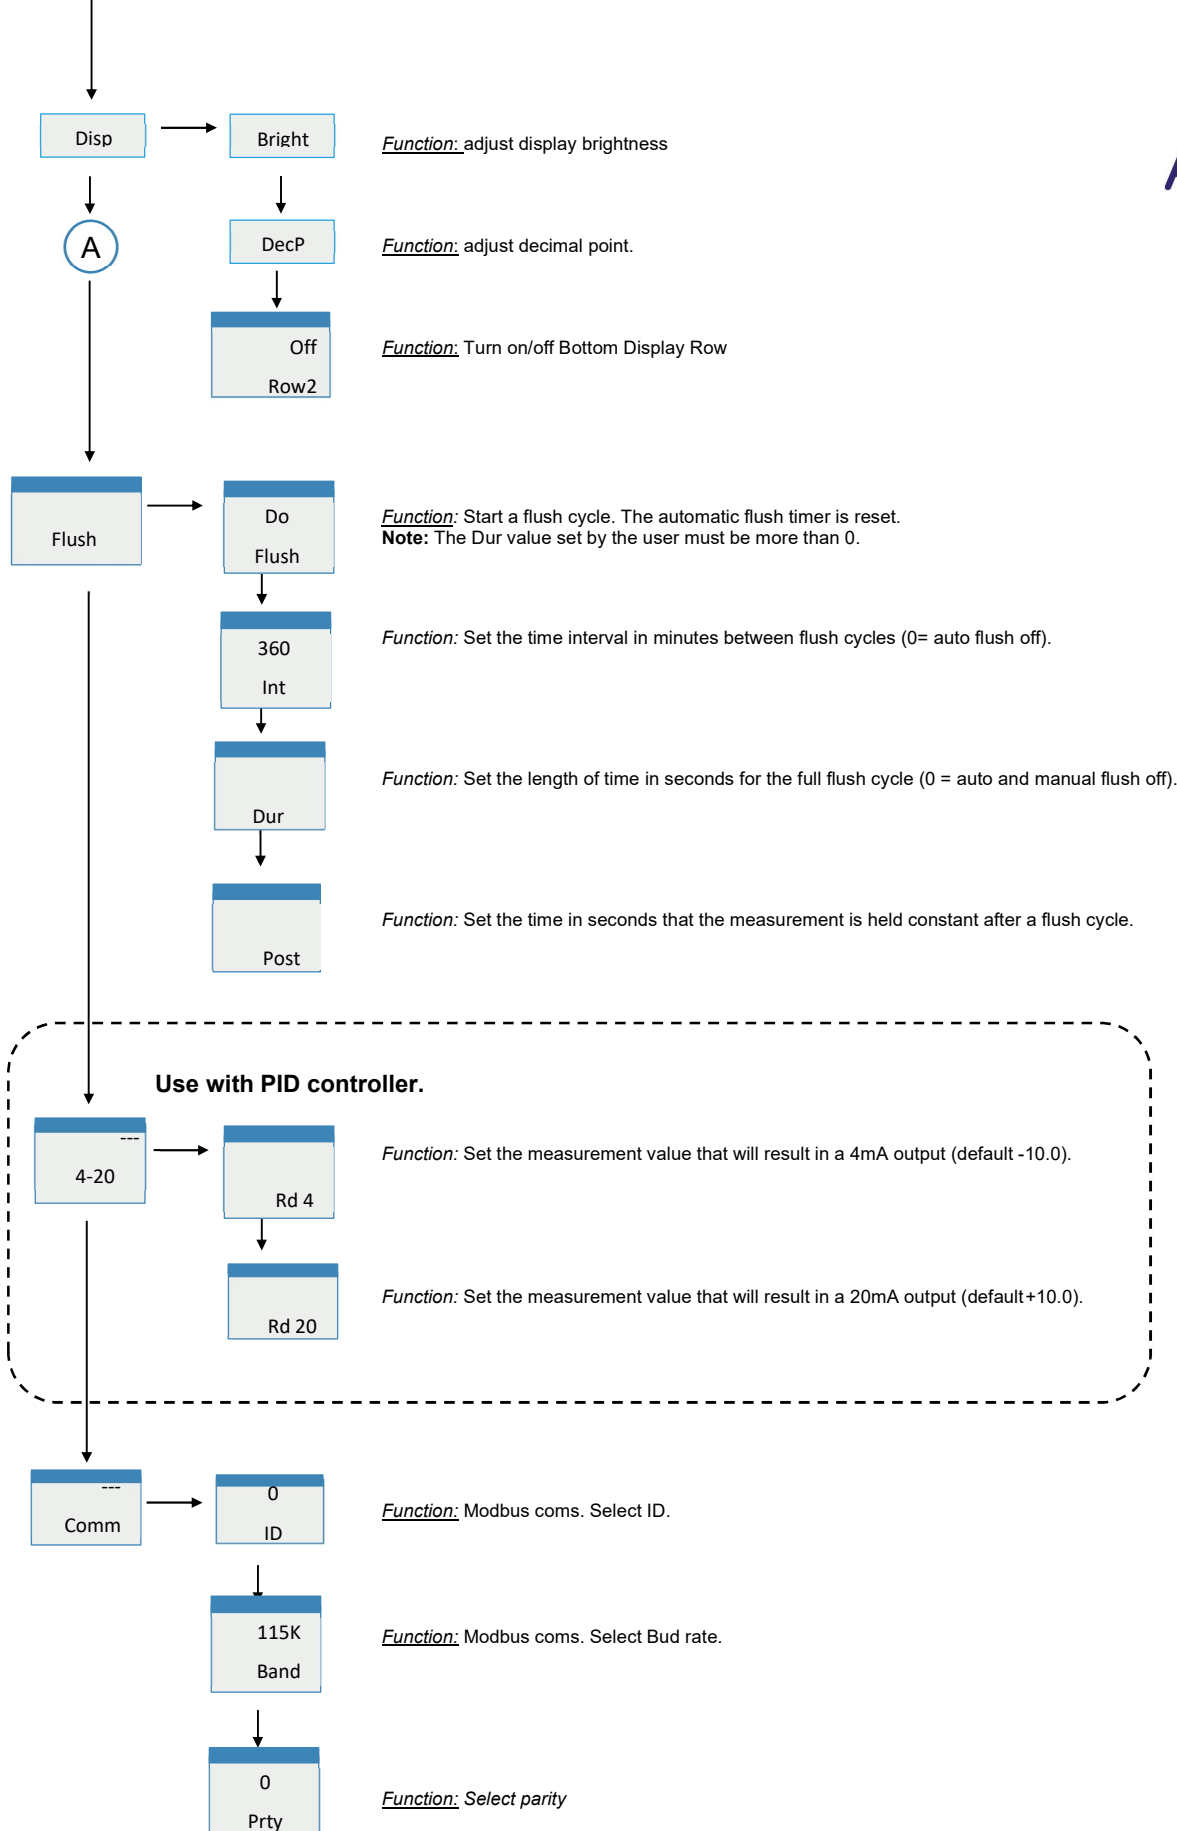 Disp
Bright
Function: adjust display brightness
A
DecP
Function: adjust decimal point.
Off
Row2
Function: Turn on/off Bottom Display Row
Flush
Do
Flush
Function: Start a flush cycle. The automatic flush timer is reset.
Note: The Dur value set by the user must be more than 0.
360
Int
Function: Set the time interval in minutes between flush cycles (0= auto flush off).
Dur
Function: Set the length of time in seconds for the full flush cycle (0 = auto and manual flush off).
Post
Function: Set the time in seconds that the measurement is held constant after a flush cycle.
Use with PID controller.
---
4-20
Rd 4
Function: Set the measurement value that will result in a 4mA output (default -10.0).
Rd 20
Function: Set the measurement value that will result in a 20mA output (default+10.0).
---
Comm
0
ID
Function: Modbus coms. Select ID.
115K
Band
Function: Modbus coms. Select Bud rate.
0
Prty
Function: Select parity